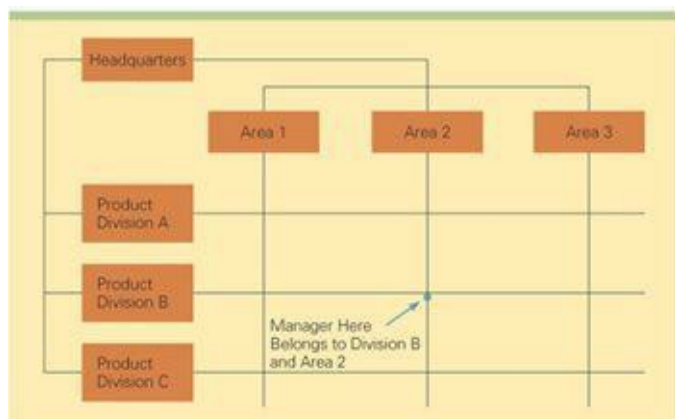 Headquarters
Area 1
Area 2
Area 3
Product
Division A
Product
Division B
Manager Here
Belongs to Division B
and Area 2
Product
Division C